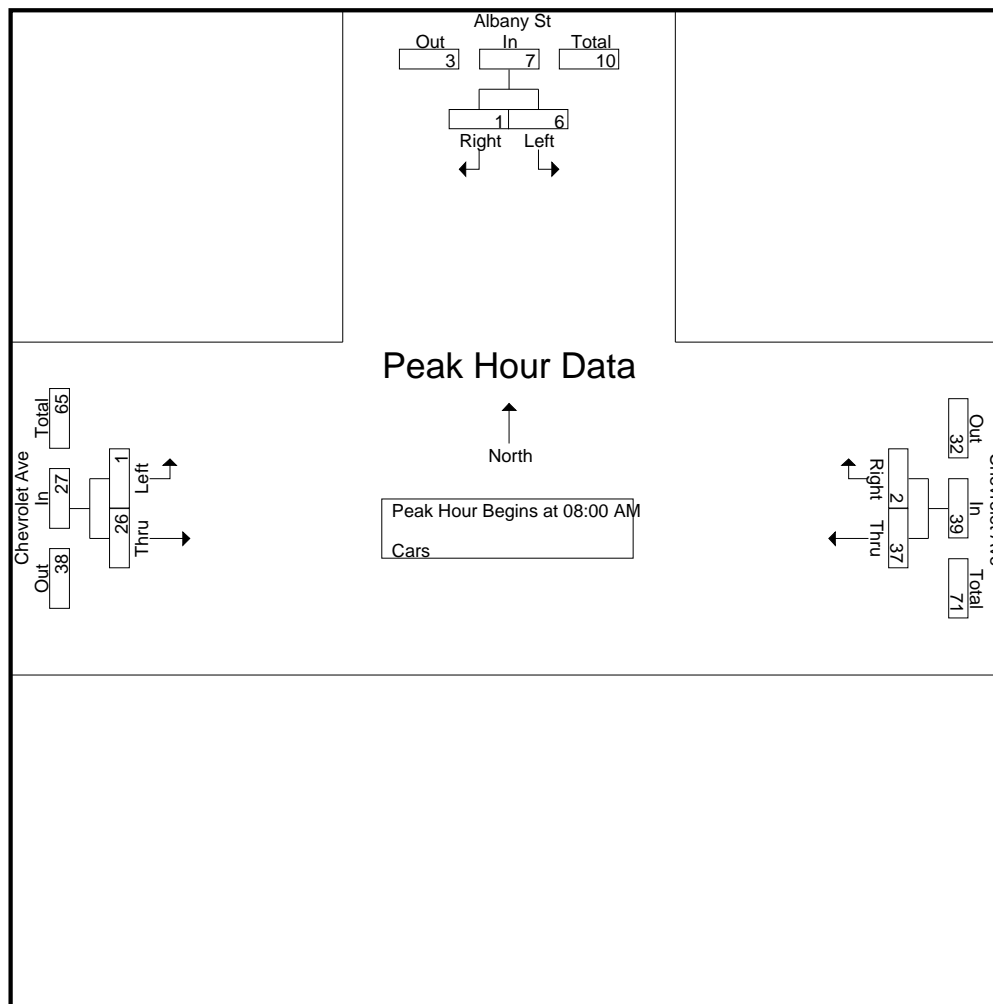 Albany St
Out In Total
3 7 10
1 6
Right Left
Peak Hour Data
North
Peak Hour Begins at 08:00 AM
Cars
Chevrolet Ave
Out In Total
38 27 65
26 1
Thru Left
Out In Total
32 39 71
2 37
Right Thru